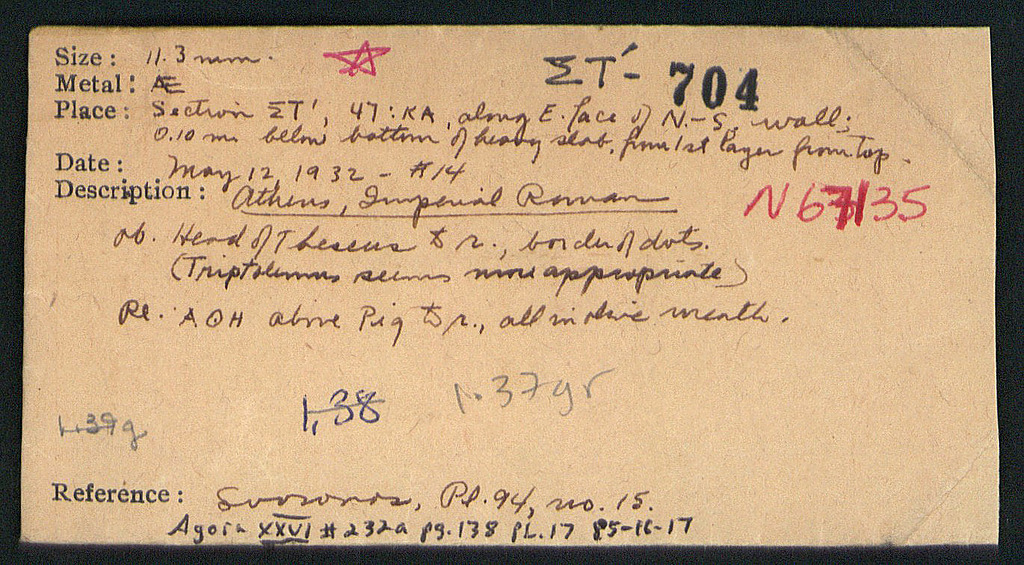 Size : 11.3 mm.
ΣΤ´- 704
Metal : Æ
Place : Section ΣΤ', 47:ΚΑ, along E. face of N.-S. wall;
0.10 m. below bottom of heavy slab, from 1st layer from top.
Date : May 12, 1932 - #14
Description : Athens, Imperial Roman
N 67135
ob. Head of Theseus to r., border of dots.
(Triptolemus seems more appropriate)
Re. ΑΘΗ above Pig to r., all in olive wreath.
1.37gr
1,38
1.37g
Reference : Svoronos, Pl. 94, no. 15.
Agora XXVI #232a pg.138 PL.17 85-16-17